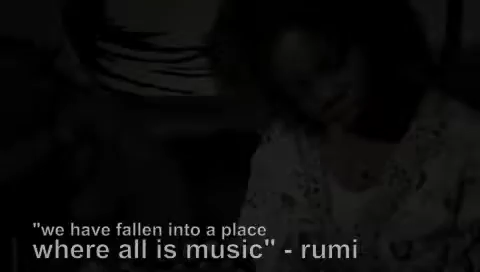 "we have fallen into a place
where all is music" - rumi